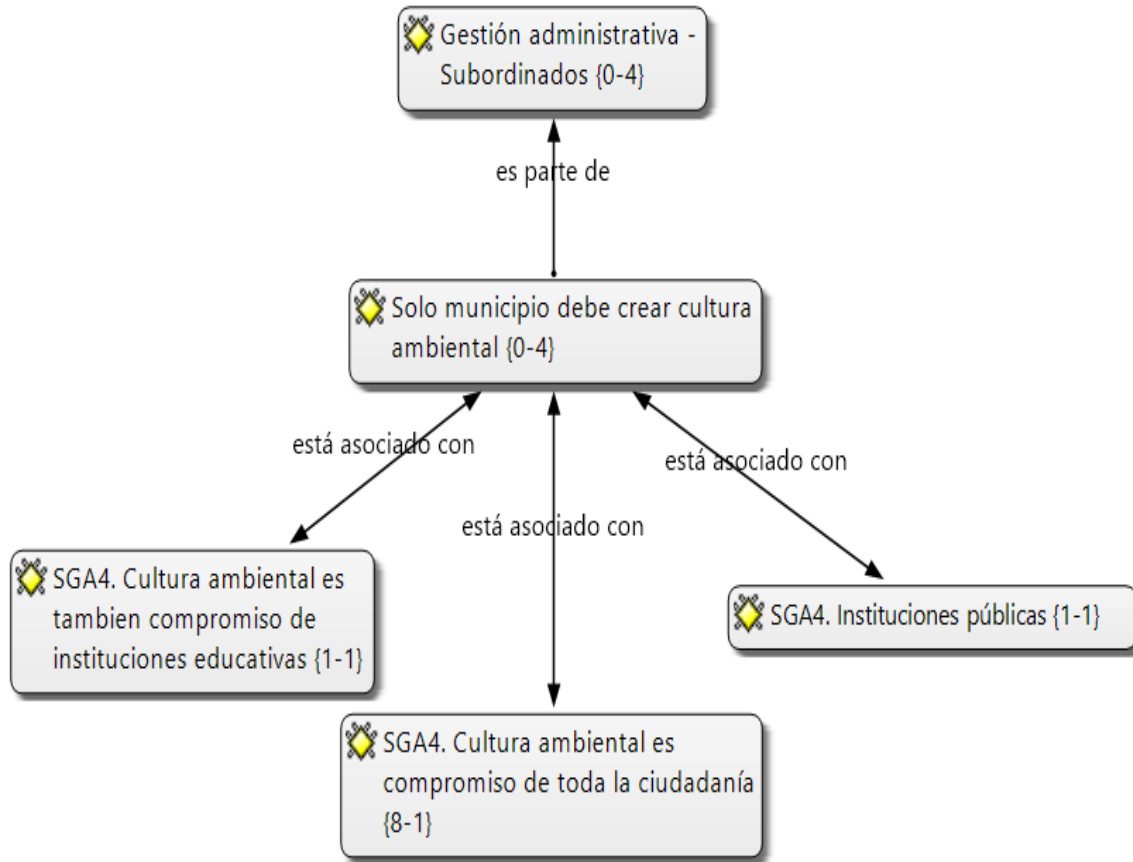 Gestión administrativa -
Subordinados {0-4}
es parte de
Solo municipio debe crear cultura
ambiental {0-4}
está asociado con
está asociado con
está asociado con
SGA4. Cultura ambiental es
tambien compromiso de
instituciones educativas {1-1}
SGA4. Instituciones públicas {1-1}
SGA4. Cultura ambiental es
compromiso de toda la ciudadanía
{8-1}